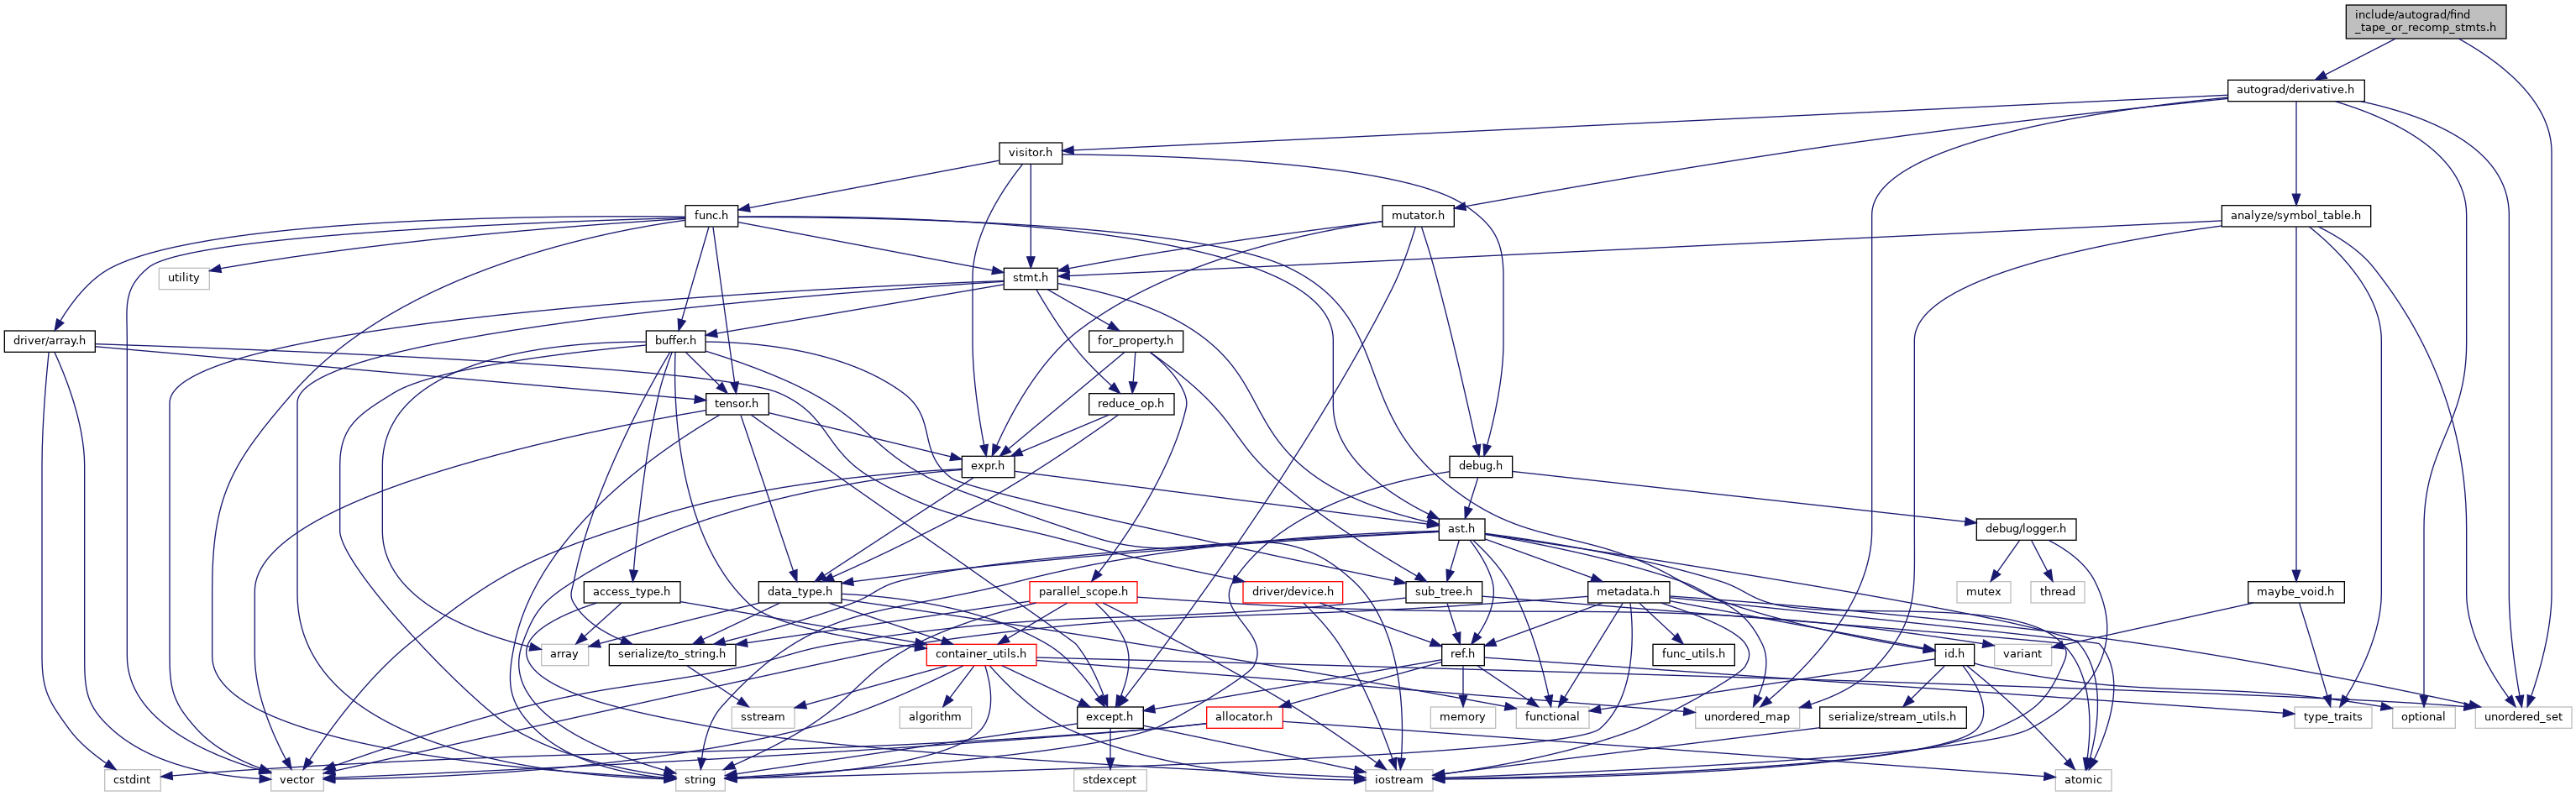 include/autograd/find
_tape_or_recomp_stmts.h
autograd/derivative.h
visitor.h
func.h
mutator.h
analyze/symbol_table.h
utility
stmt.h
driver/array.h
buffer.h
for_property.h
tensor.h
reduce_op.h
expr.h
debug.h
ast.h
debug/logger.h
access_type.h
data_type.h
parallel_scope.h
driver/device.h
sub_tree.h
metadata.h
mutex
thread
maybe_void.h
array
serialize/to_string.h
container_utils.h
ref.h
func_utils.h
id.h
variant
sstream
algorithm
except.h
allocator.h
memory
functional
unordered_map
serialize/stream_utils.h
type_traits
optional
unordered_set
cstdint
vector
string
stdexcept
iostream
atomic